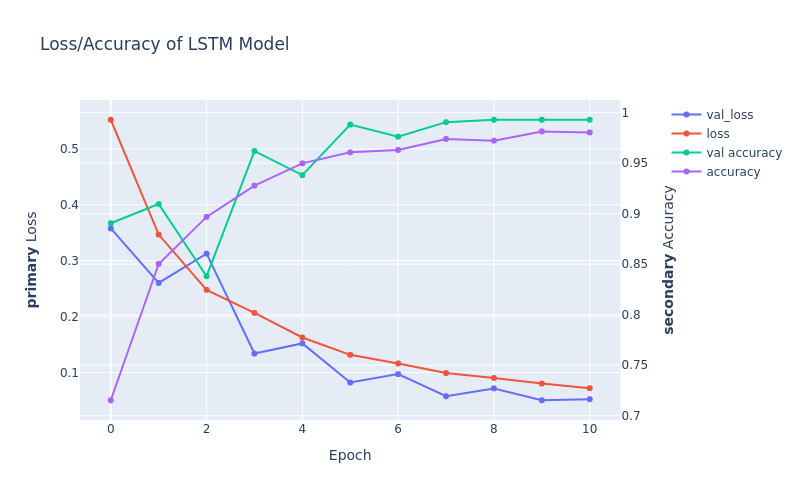 Loss/Accuracy of LSTM Model
val_loss
loss
val accuracy
accuracy
0.5
0.4
0.3
0.2
0.1
primary Loss
1
0.95
0.9
0.85
0.8
0.75
0.7
secondary Accuracy
0 2 4 6 8 10
Epoch